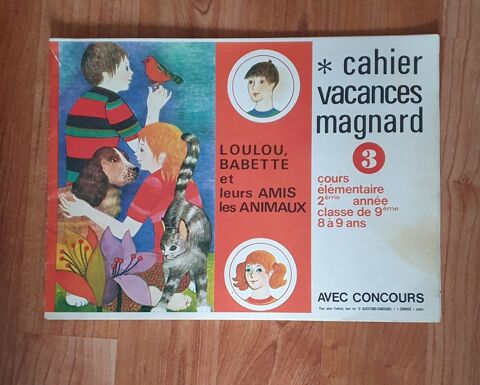 * cahier
vacances
magnard
3
cours
élémentaire
2ème année
classe de 9ème
8 à 9 ans
LOULOU,
BABETTE
et
leurs AMIS
les ANIMAUX
AVEC CONCOURS